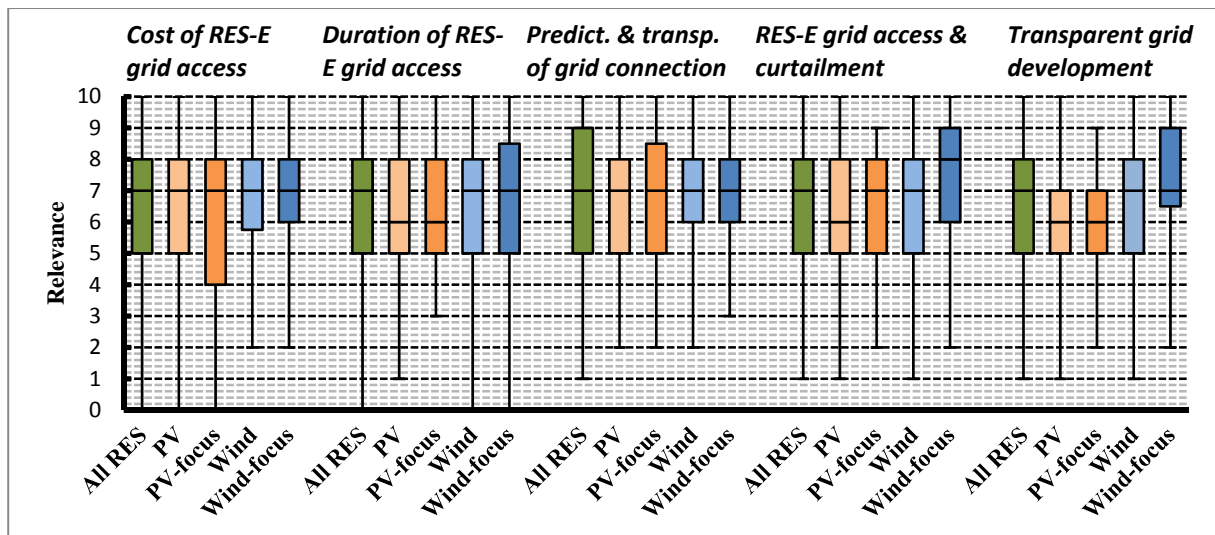 Cost of RES-E
grid access
Duration of RES-
E grid access
Predict. & transp.
of grid connection
RES-E grid access &
curtailment
Transparent grid
development
Relevance
10
9
8
7
6
5
4
3
2
1
0
All RES
PV
PV-focus
Wind
Wind-focus
All RES
PV
PV-focus
Wind
Wind-focus
All RES
PV
PV-focus
Wind
Wind-focus
All RES
PV
PV-focus
Wind
Wind-focus
All RES
PV
PV-focus
Wind
Wind-focus